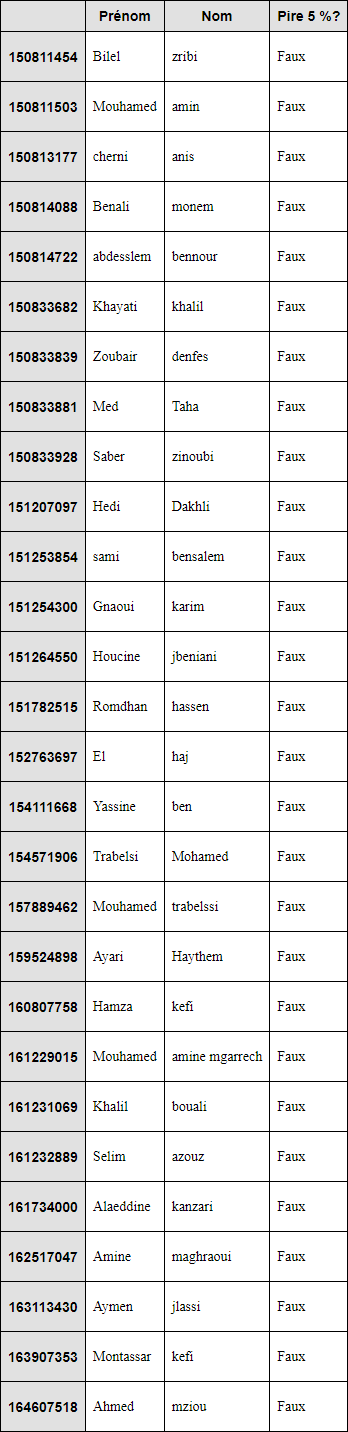 Prénom Nom Pire 5 %?
150811454 Bilel zribi Faux
150811503 Mouhamed amin Faux
150813177 cherni anis Faux
150814088 Benali monem Faux
150814722 abdesslem bennour Faux
150833682 Khayati khalil Faux
150833839 Zoubair denfes Faux
150833881 Med Taha Faux
150833928 Saber zinoubi Faux
151207097 Hedi Dakhli Faux
151253854 sami bensalem Faux
151254300 Gnaoui karim Faux
151264550 Houcine jbeniani Faux
151782515 Romdhan hassen Faux
152763697 El haj Faux
154111668 Yassine ben Faux
154571906 Trabelsi Mohamed Faux
157889462 Mouhamed trabelssi Faux
159524898 Ayari Haythem Faux
160807758 Hamza kefi Faux
161229015 Mouhamed amine mgarrech Faux
161231069 Khalil bouali Faux
161232889 Selim azouz Faux
161734000 Alaeddine kanzari Faux
162517047 Amine maghraoui Faux
163113430 Aymen jlassi Faux
163907353 Montassar kefi Faux
164607518 Ahmed mziou Faux